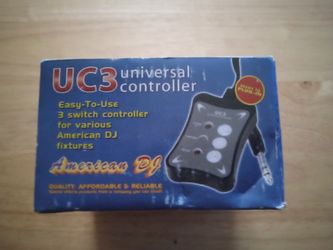 UC3 universal
controller
Easy-To-Use
3 switch controller
for various
American DJ
fixtures
American DJ
QUALITY, AFFORDABLE & RELIABLE